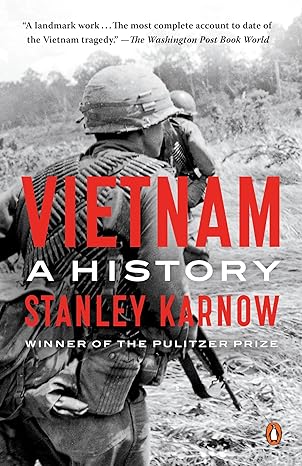 “A landmark work . . . The most complete account to date of
the Vietnam tragedy.” —The Washington Post Book World
VIETNAM
A HISTORY
STANLEY KARNOW
WINNER OF THE PULITZER PRIZE